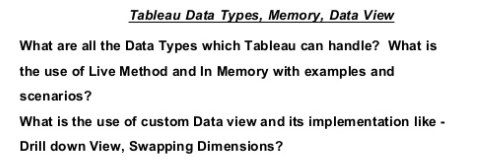 Tableau Data Types, Memory, Data View
What are all the Data Types which Tableau can handle? What is
the use of Live Method and In Memory with examples and
scenarios?
What is the use of custom Data view and its implementation like -
Drill down View, Swapping Dimensions?